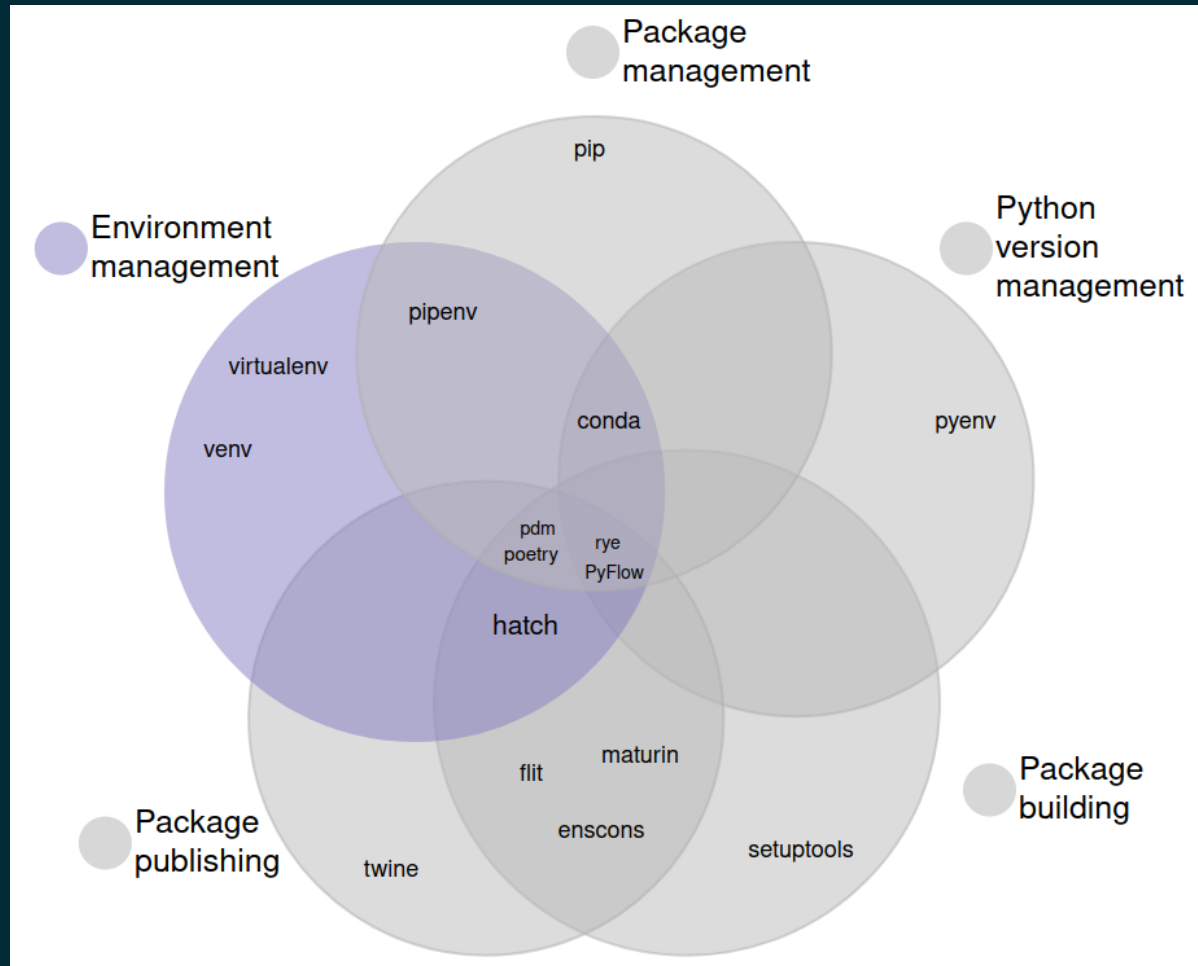 Package
management
pip
Python
version
management
Environment
management
pipenv
virtualenv
conda
pyenv
venv
pdm
poetry
rye
PyFlow
hatch
maturin
flit
Package
building
enscons
Package
publishing
setuptools
twine